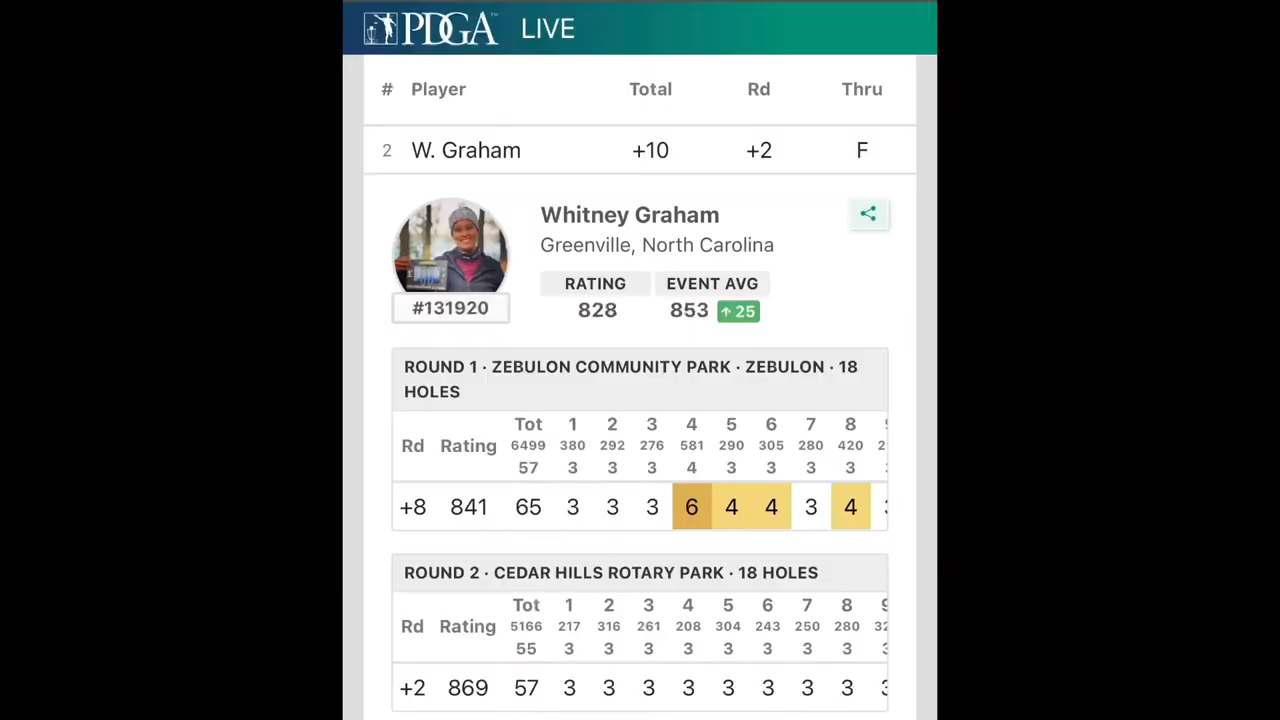 PDGA LIVE
# Player Total Rd Thru
2 W. Graham +10 +2 F
Whitney Graham
Greenville, North Carolina
RATING EVENT AVG
828 853 ↑ 25
#131920
ROUND 1 · ZEBULON COMMUNITY PARK · ZEBULON · 18
HOLES
Tot 1 2 3 4 5 6 7 8
Rd Rating 6499 380 292 276 581 290 305 280 420
57 3 3 3 4 3 3 3 3
+8 841 65 3 3 3 6 4 4 3 4
ROUND 2 · CEDAR HILLS ROTARY PARK · 18 HOLES
Tot 1 2 3 4 5 6 7 8
Rd Rating 5166 217 316 261 208 304 243 250 280
55 3 3 3 3 3 3 3 3
+2 869 57 3 3 3 3 3 3 3 3